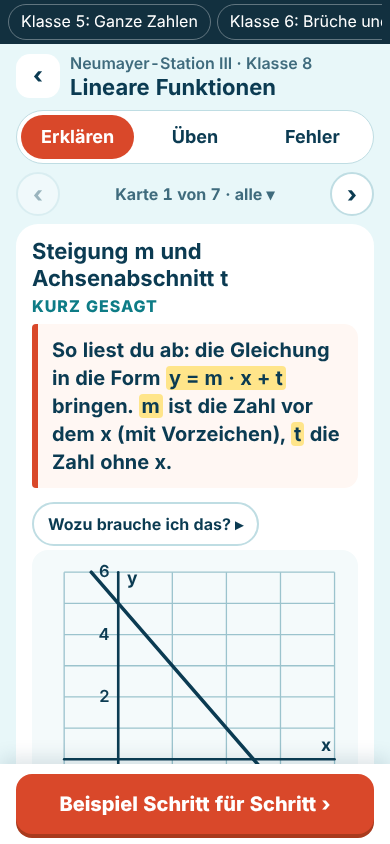 Klasse 5: Ganze Zahlen
Klasse 6: Brüche un
‹
Neumayer-Station III · Klasse 8
Lineare Funktionen
Erklären
Üben
Fehler
‹
Karte 1 von 7 · alle ▾
›
Steigung m und
Achsenabschnitt t
KURZ GESAGT
So liest du ab: die Gleichung
in die Form y = m · x + t
bringen. m ist die Zahl vor
dem x (mit Vorzeichen), t die
Zahl ohne x.
Wozu brauche ich das? ▸
6
y
4
2
x
Beispiel Schritt für Schritt ›